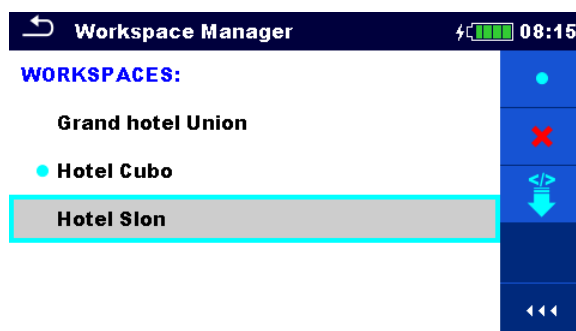 Workspace Manager 08:15
WORKSPACES:
Grand hotel Union
Hotel Cubo
Hotel Slon
</>